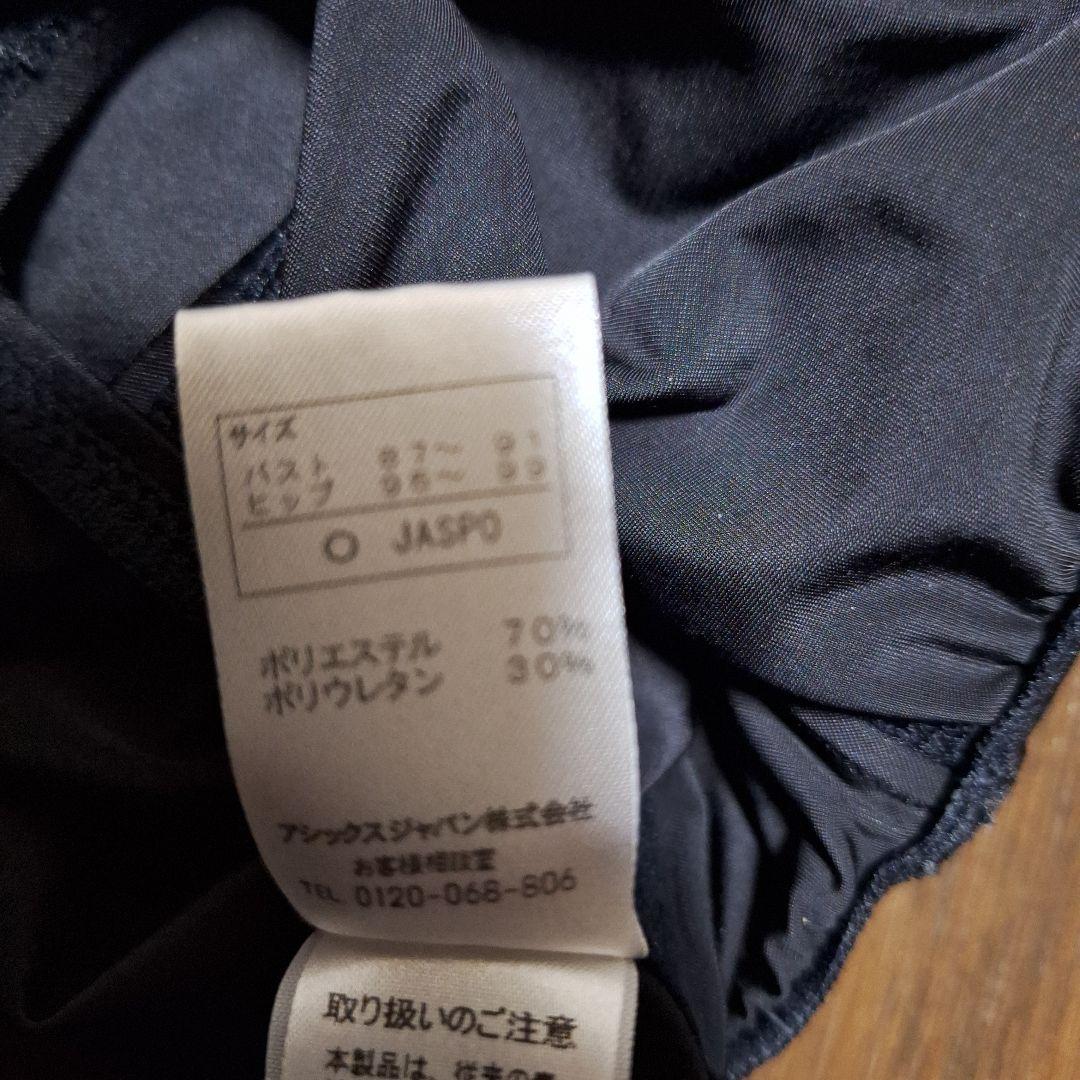 サイズ
バスト 87～ 91
ヒップ 95～ 99
O JASPO
ポリエステル 70%
ポリウレタン 30%
アシックスジャパン株式会社
お客様相談室
TEL 0120-068-806
取り扱いのご注意
本製品は、従来の